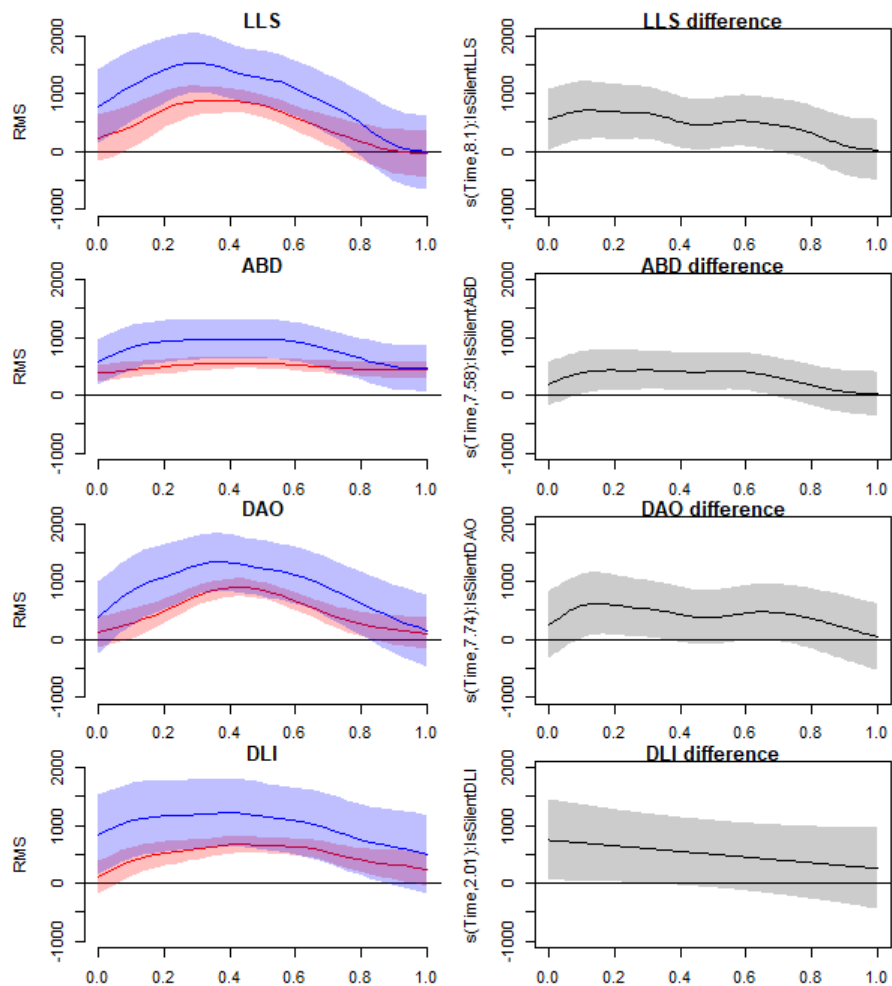 LLS
RMS
2000
1000
0
-1000
0.0 0.2 0.4 0.6 0.8 1.0
LLS difference
s(Time,8.1):IsSilentLLS
2000
1000
0
-1000
0.0 0.2 0.4 0.6 0.8 1.0
ABD
RMS
2000
1000
0
-1000
0.0 0.2 0.4 0.6 0.8 1.0
ABD difference
s(Time,7.58):IsSilentABD
2000
1000
0
-1000
0.0 0.2 0.4 0.6 0.8 1.0
DAO
RMS
2000
1000
0
-1000
0.0 0.2 0.4 0.6 0.8 1.0
DAO difference
s(Time,7.74):IsSilentDAO
2000
1000
0
-1000
0.0 0.2 0.4 0.6 0.8 1.0
DLI
RMS
2000
1000
0
-1000
0.0 0.2 0.4 0.6 0.8 1.0
DLI difference
s(Time,2.01):IsSilentDLI
2000
1000
0
-1000
0.0 0.2 0.4 0.6 0.8 1.0